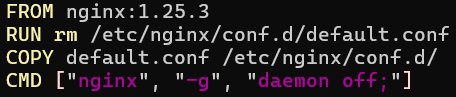 FROM nginx:1.25.3
RUN rm /etc/nginx/conf.d/default.conf
COPY default.conf /etc/nginx/conf.d/
CMD ["nginx", "-g", "daemon off;"]